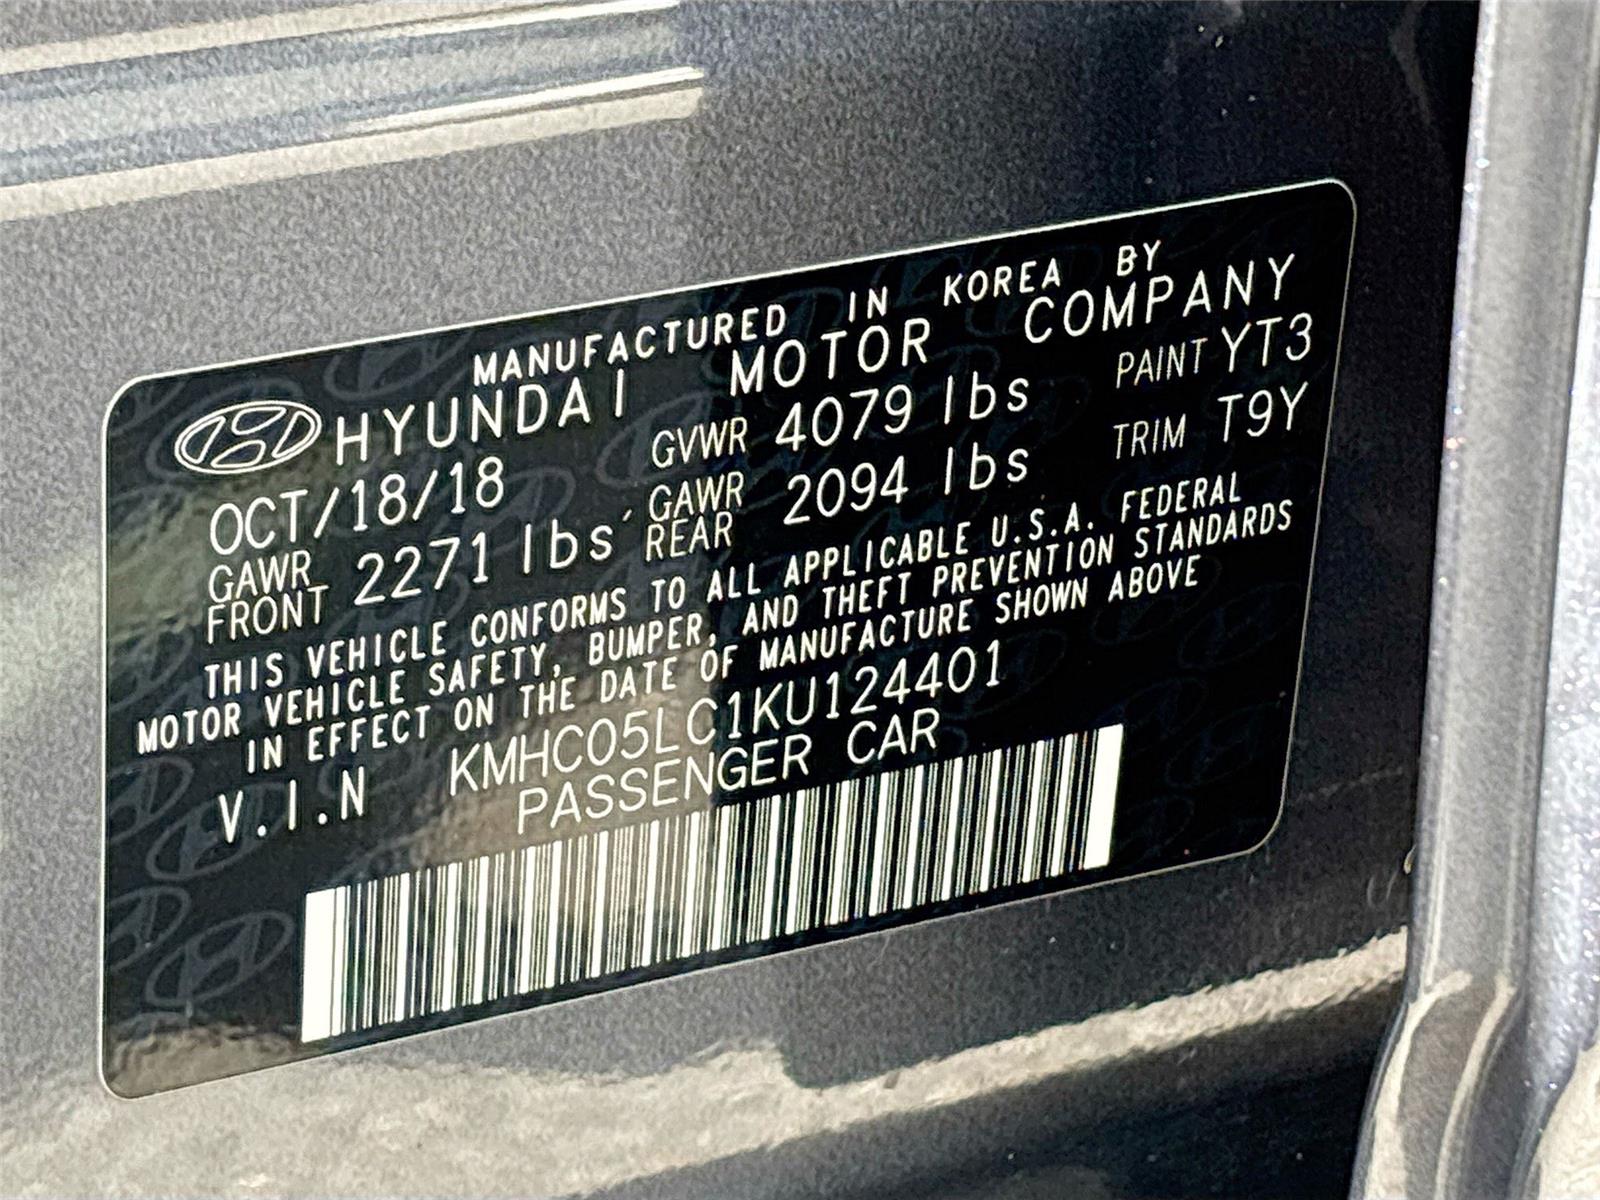 MANUFACTURED IN KOREA BY
HYUNDAI MOTOR COMPANY
OCT/18/18 GVWR 4079 lbs PAINT YT3
GAWR FRONT 2271 lbs GAWR REAR 2094 lbs TRIM T9Y
THIS VEHICLE CONFORMS TO ALL APPLICABLE U.S.A. FEDERAL
MOTOR VEHICLE SAFETY, BUMPER, AND THEFT PREVENTION STANDARDS
IN EFFECT ON THE DATE OF MANUFACTURE SHOWN ABOVE
V.I.N KMHC05LC1KU124401
PASSENGER CAR